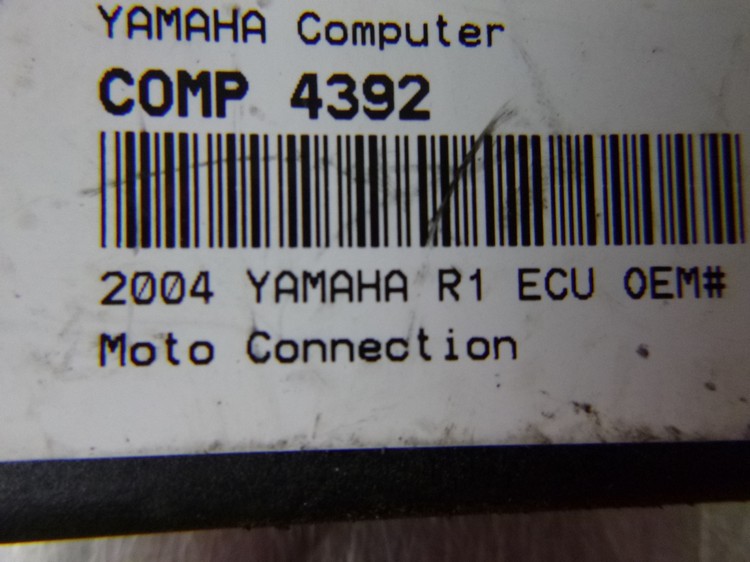 YAMAHA Computer
COMP 4392
2004 YAMAHA R1 ECU OEM#
Moto Connection